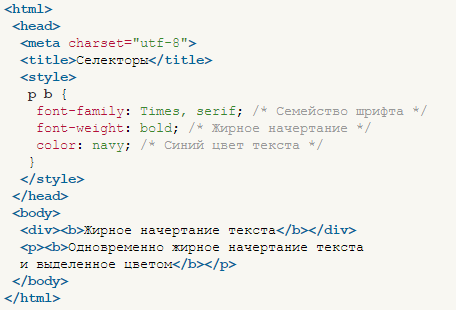 <html>
<head>
<meta charset="utf-8">
<title>Селекторы</title>
<style>
p b {
font-family: Times, serif; /* Семейство шрифта */
font-weight: bold; /* Жирное начертание */
color: navy; /* Синий цвет текста */
}
</style>
</head>
<body>
<div><b>Жирное начертание текста</b></div>
<p><b>Одновременно жирное начертание текста
и выделенное цветом</b></p>
</body>
</html>